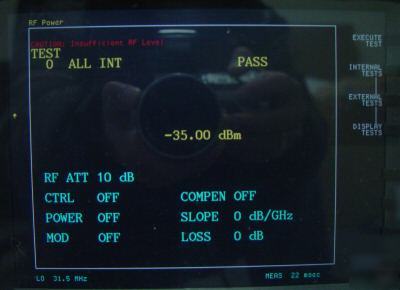 RF Power
CAUTION: Insufficient RF Level
TEST
0 ALL INT PASS
-35.00 dBm
RF ATT 10 dB
CTRL OFF COMPEN OFF
POWER OFF SLOPE 0 dB/GHz
MOD OFF LOSS 0 dB
LO 31.5 MHz MEAS 22 msec
EXECUTE
TEST
INTERNAL
TESTS
EXTERNAL
TESTS
DISPLAY
TESTS